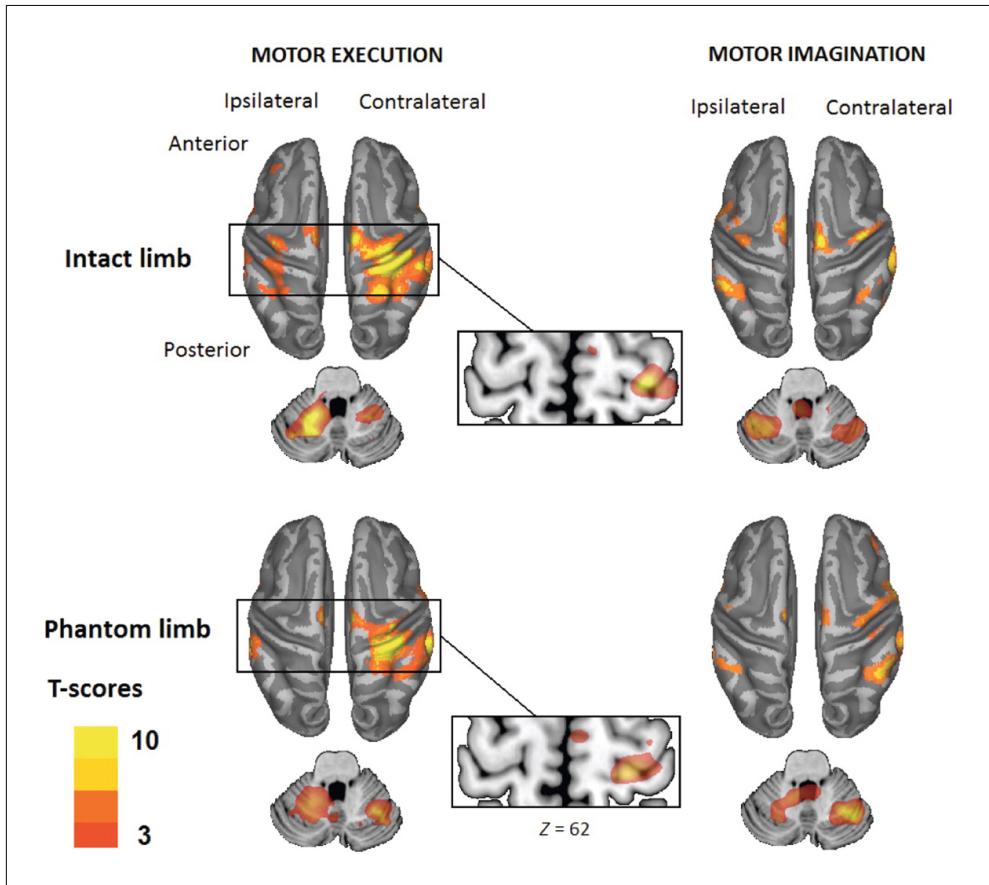 MOTOR EXECUTION
MOTOR IMAGINATION
Ipsilateral
Contralateral
Ipsilateral
Contralateral
Anterior
Intact limb
Posterior
Phantom limb
T-scores
10
3
Z = 62